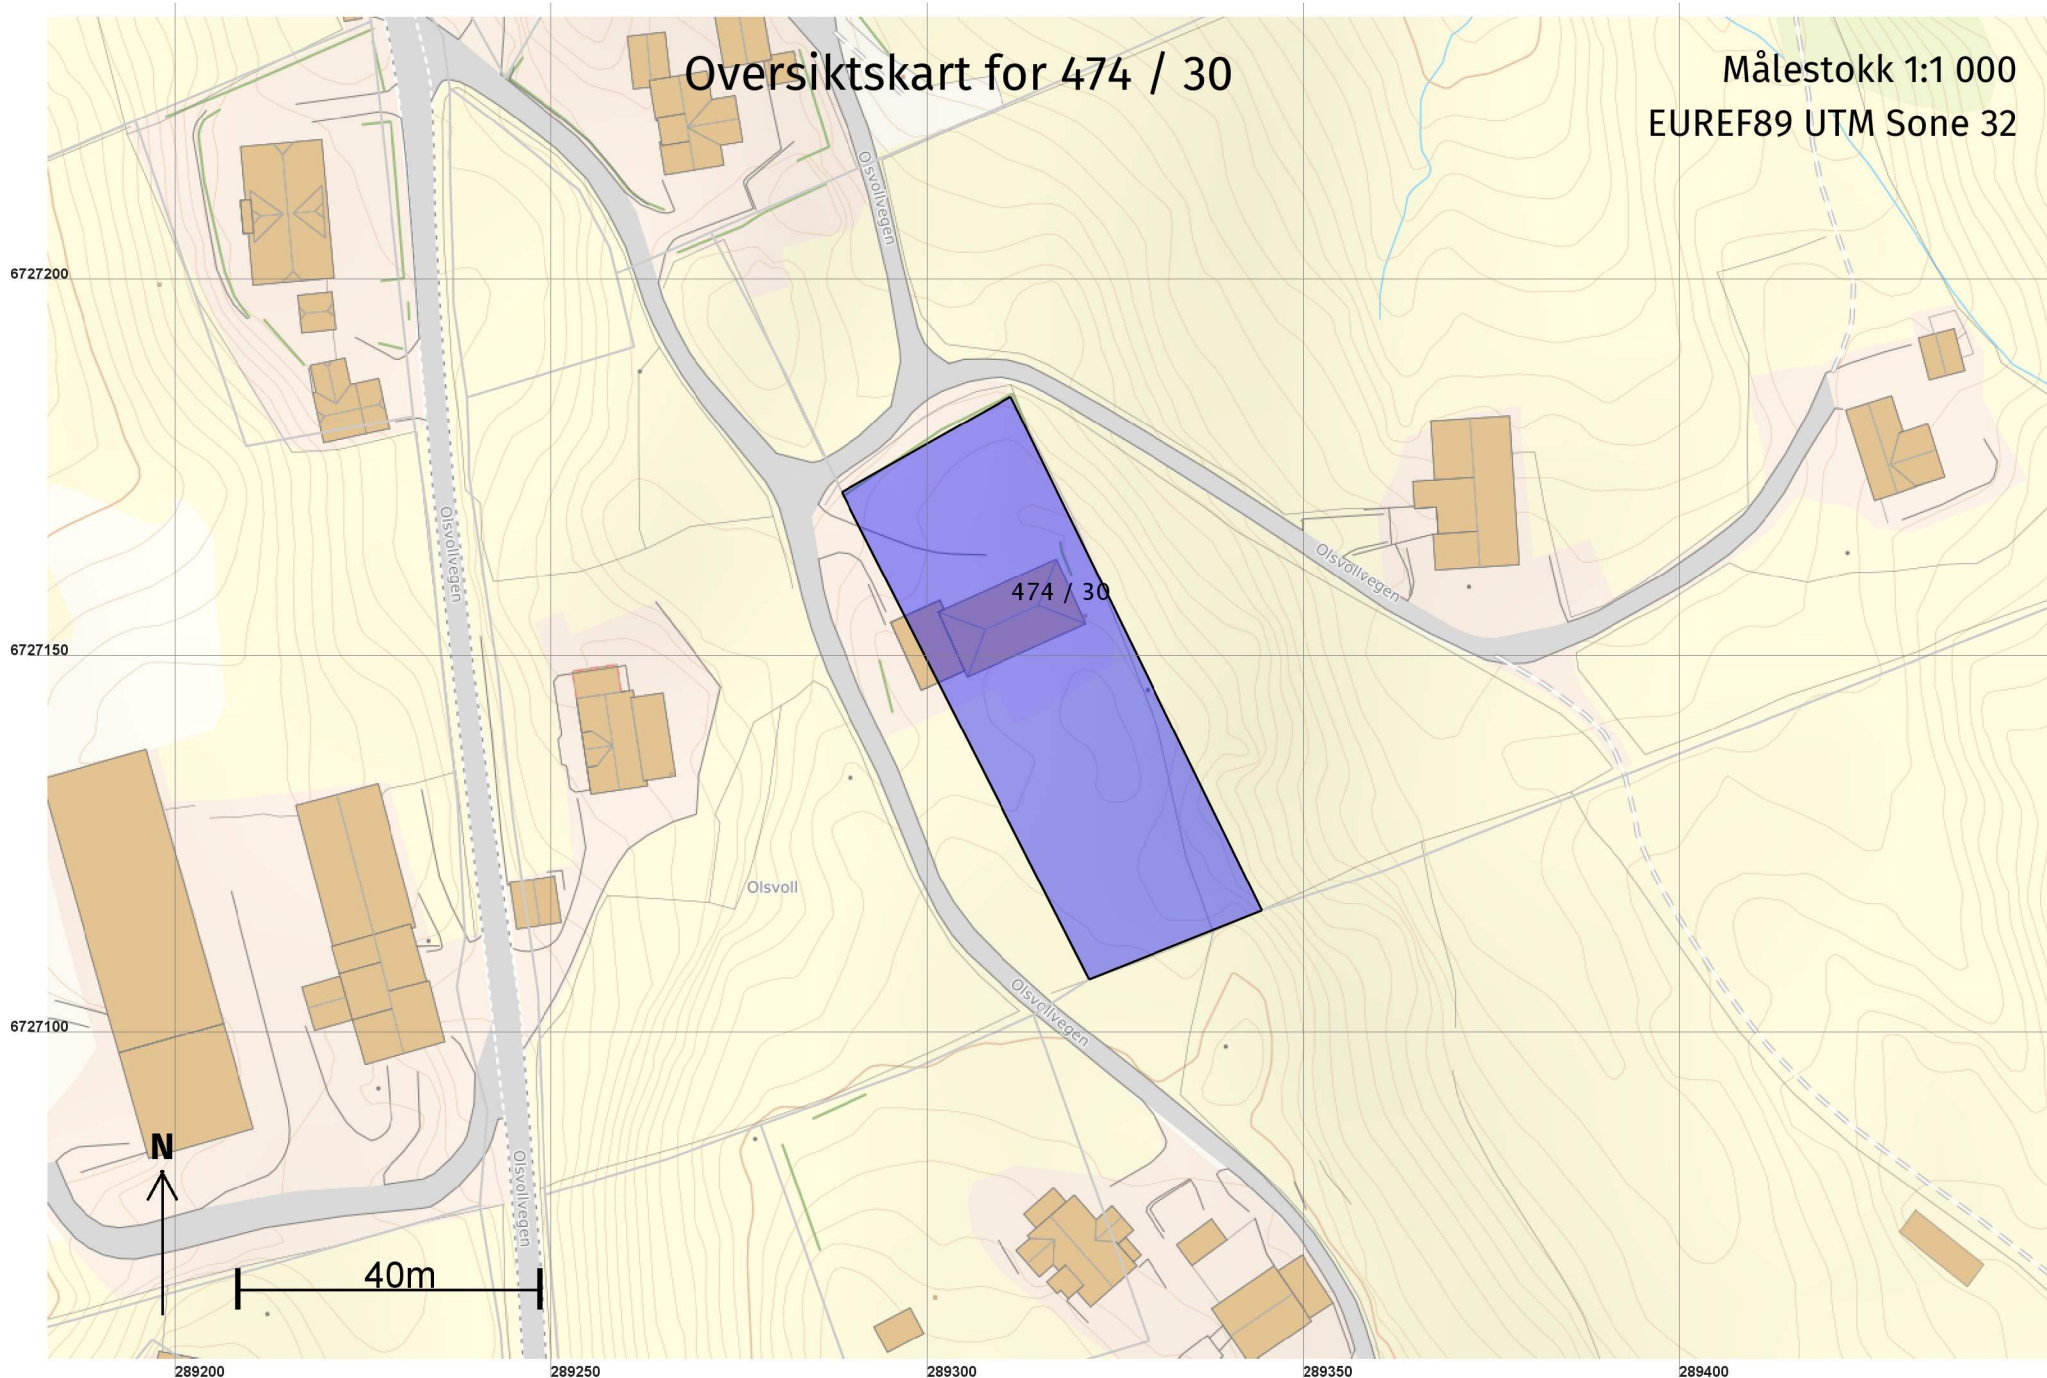 Oversiktskart for 474 / 30
Målestokk 1:1 000
EUREF89 UTM Sone 32
Olsvollvegen
6727200
Olsvollvegen
Olsvollvegen
474 / 30
6727150
Olsvoll
Olsvollvegen
6727100
N
Olsvollvegen
40m
289200
289250
289300
289350
289400